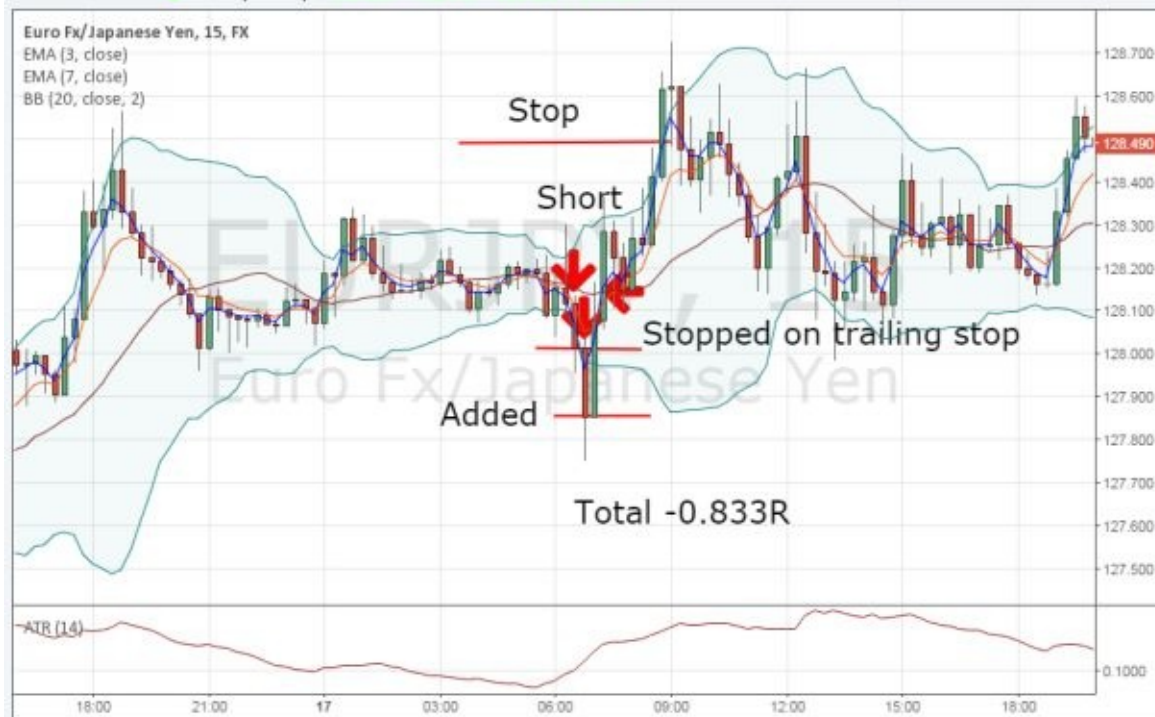 Euro Fx/Japanese Yen, 15, FX
EMA (3, close)
EMA (7, close)
BB (20, close, 2)
128.700
128.600
Stop
128.490
128.400
Short
128.300
EURJPY, 15
128.200
128.100
Stopped on trailing stop
128.000
Euro Fx/Japanese Yen
127.900
Added
127.800
127.700
Total -0.833R
127.600
127.500
ATR (14)
0.1000
18:00 21:00 17 03:00 06:00 09:00 12:00 15:00 18:00